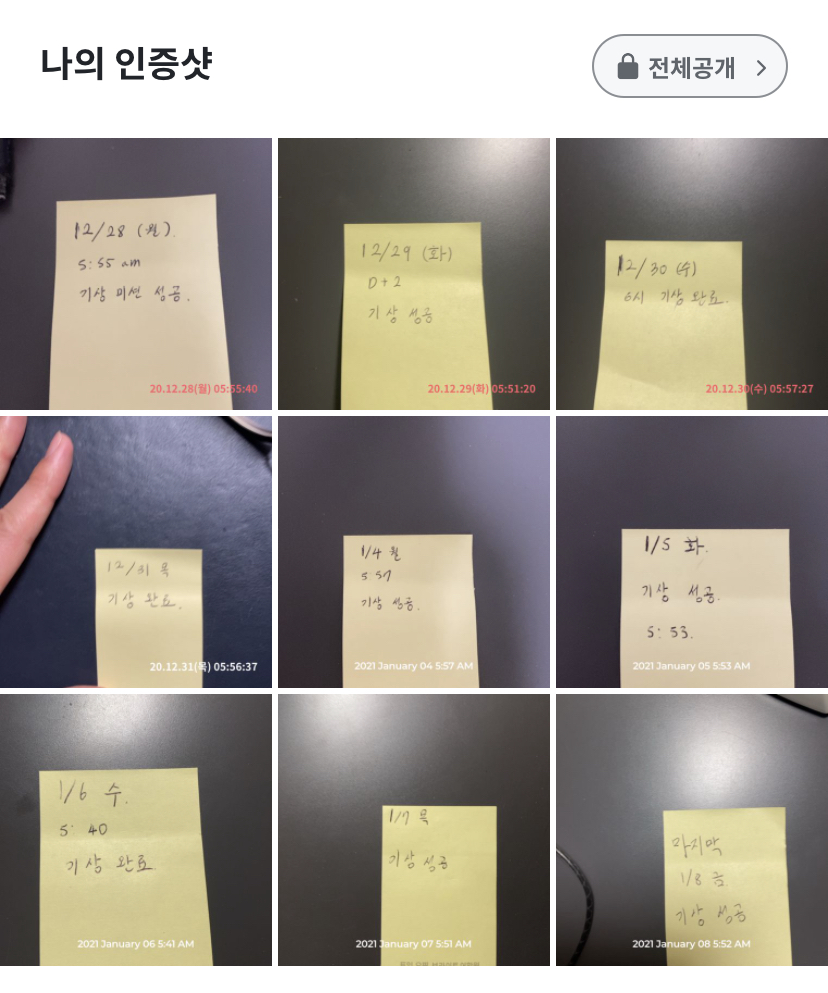 나의 인증샷
전체공개
12/28 (월).
5:55 am
기상 미션 성공.
20.12.28(월) 05:55:40
12/29 (화)
D+2
기상 성공
20.12.29(화) 05:51:20
12/30 (수)
6시 기상 완료.
20.12.30(수) 05:57:27
12/31 목
기상 완료.
20.12.31(목) 05:56:37
1/4 월
5:57
기상 성공.
2021 January 04 5:57 AM
1/5 화.
기상 성공.
5:53.
2021 January 05 5:53 AM
1/6 수.
5:40
기상 완료
2021 January 06 5:41 AM
1/7 목
기상 성공
2021 January 07 5:51 AM
마지막
1/8 금
기상 성공
2021 January 08 5:52 AM